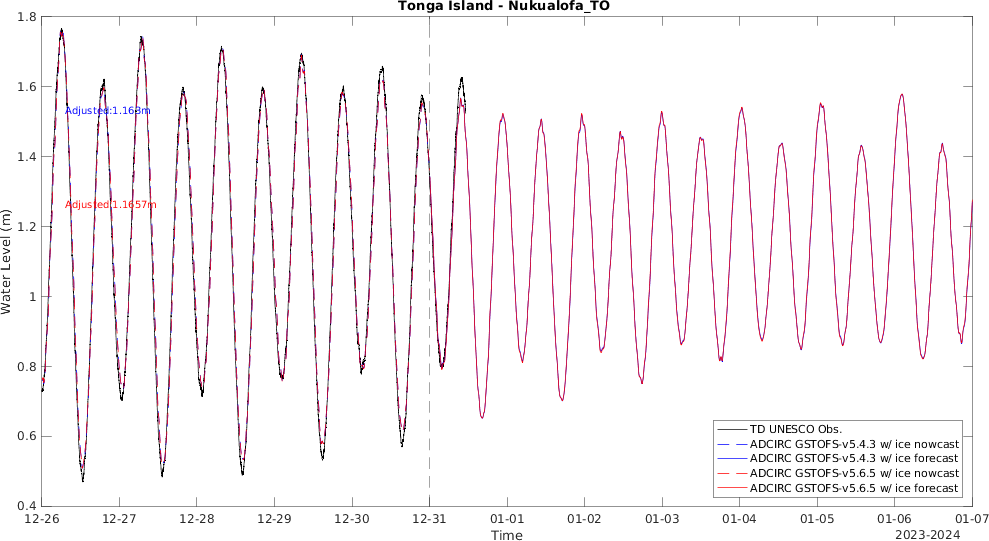 Tonga Island - Nukualofa_TO
1.8
1.6
1.4
1.2
1
0.8
0.6
0.4
Water Level (m)
Adjusted:1.163m
Adjusted:1.1657m
TD UNESCO Obs.
ADCIRC GSTOFS-v5.4.3 w/ ice nowcast
ADCIRC GSTOFS-v5.4.3 w/ ice forecast
ADCIRC GSTOFS-v5.6.5 w/ ice nowcast
ADCIRC GSTOFS-v5.6.5 w/ ice forecast
12-26 12-27 12-28 12-29 12-30 12-31 01-01 01-02 01-03 01-04 01-05 01-06 01-07
Time
2023-2024